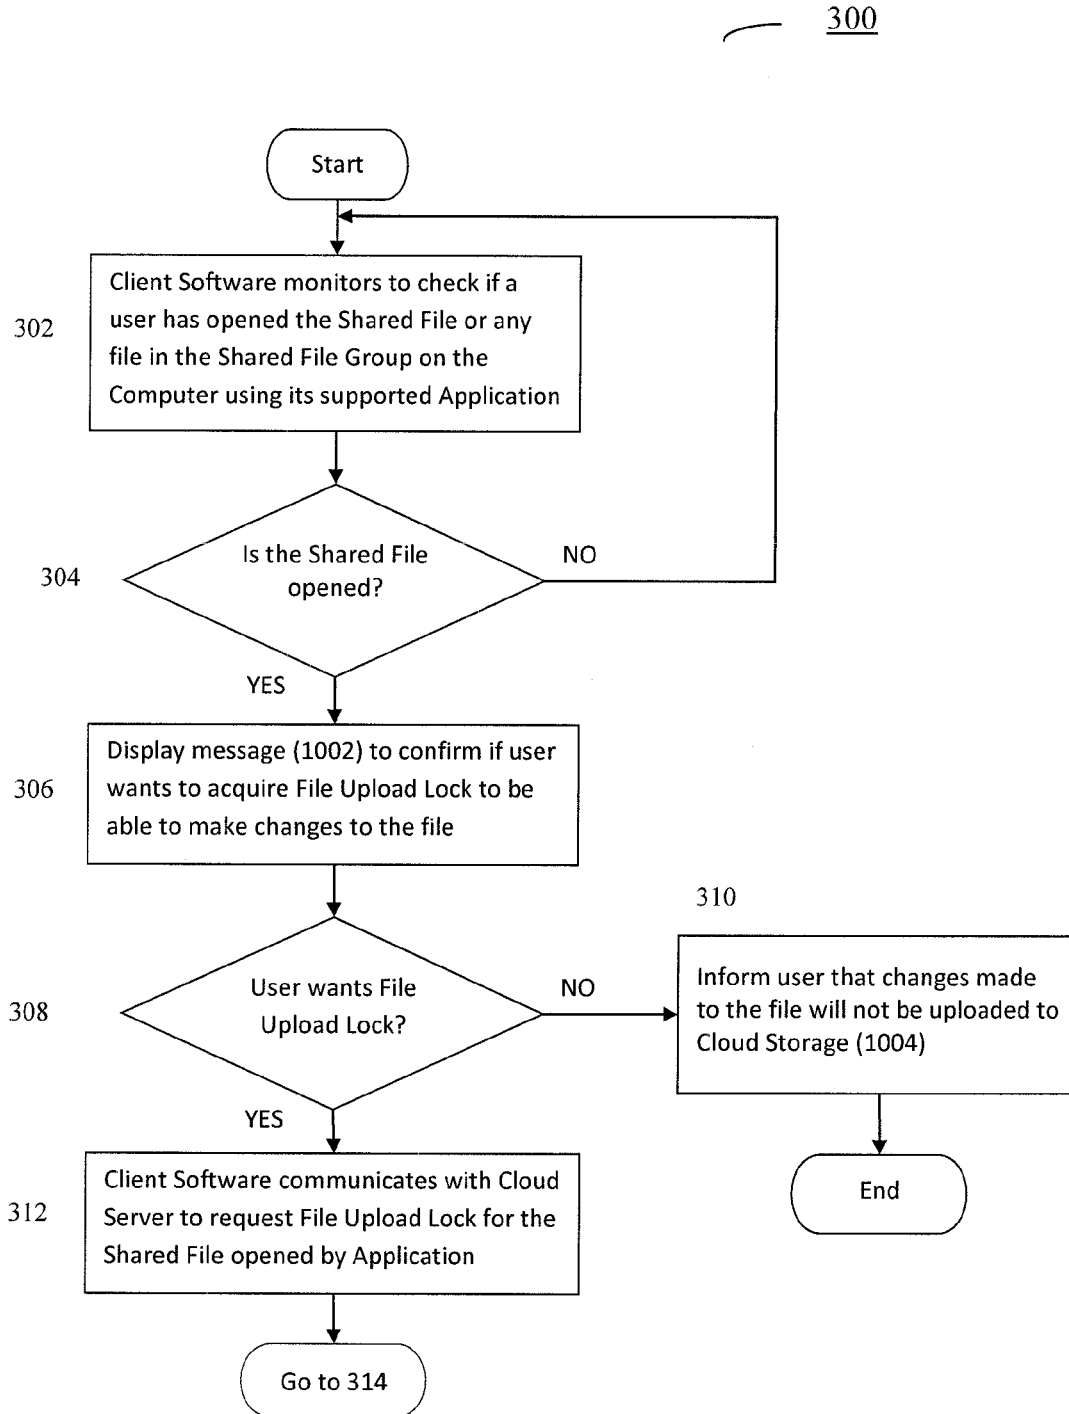 300
Start
302
Client Software monitors to check if a
user has opened the Shared File or any
file in the Shared File Group on the
Computer using its supported Application
304
Is the Shared File
opened?
NO
YES
306
Display message (1002) to confirm if user
wants to acquire File Upload Lock to be
able to make changes to the file
308
User wants File
Upload Lock?
NO
310
Inform user that changes made
to the file will not be uploaded to
Cloud Storage (1004)
End
YES
312
Client Software communicates with Cloud
Server to request File Upload Lock for the
Shared File opened by Application
Go to 314